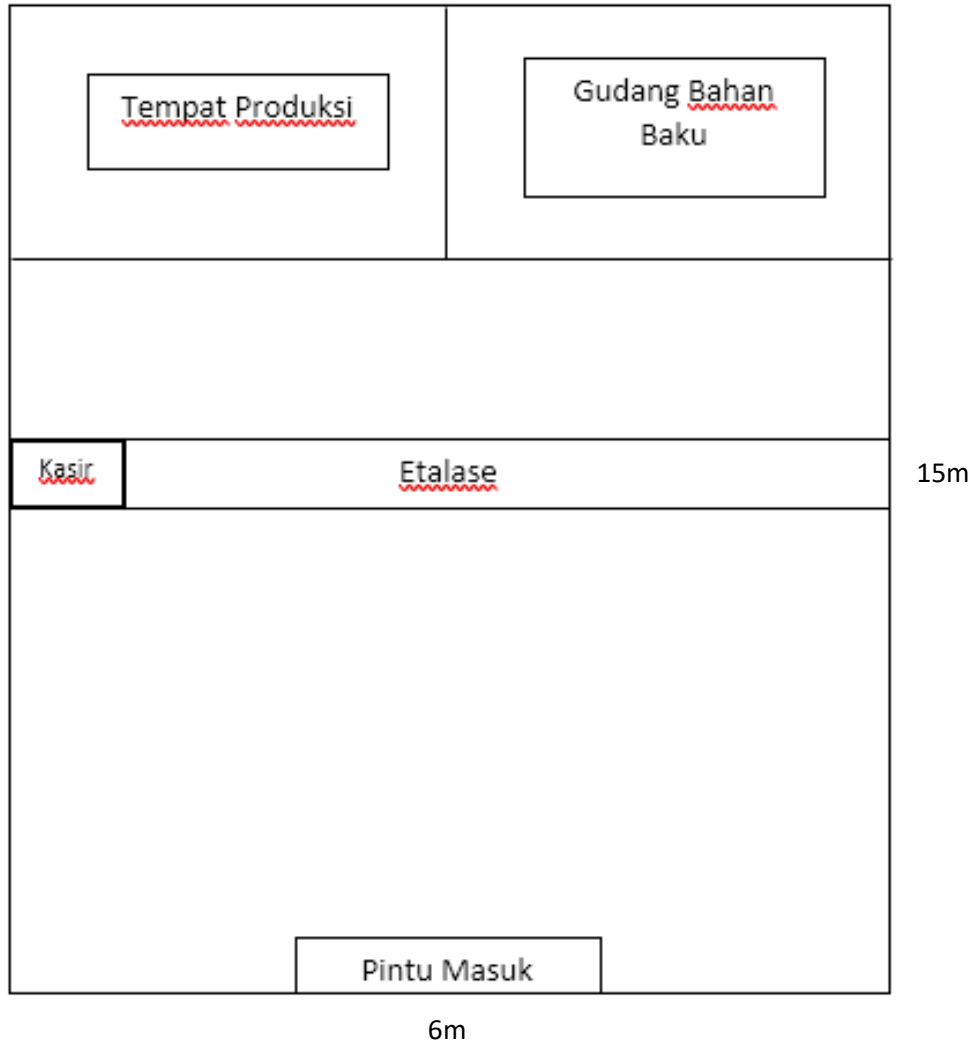 Tempat Produksi
Gudang Bahan
Baku
Kasir
Etalase
15m
Pintu Masuk
6m